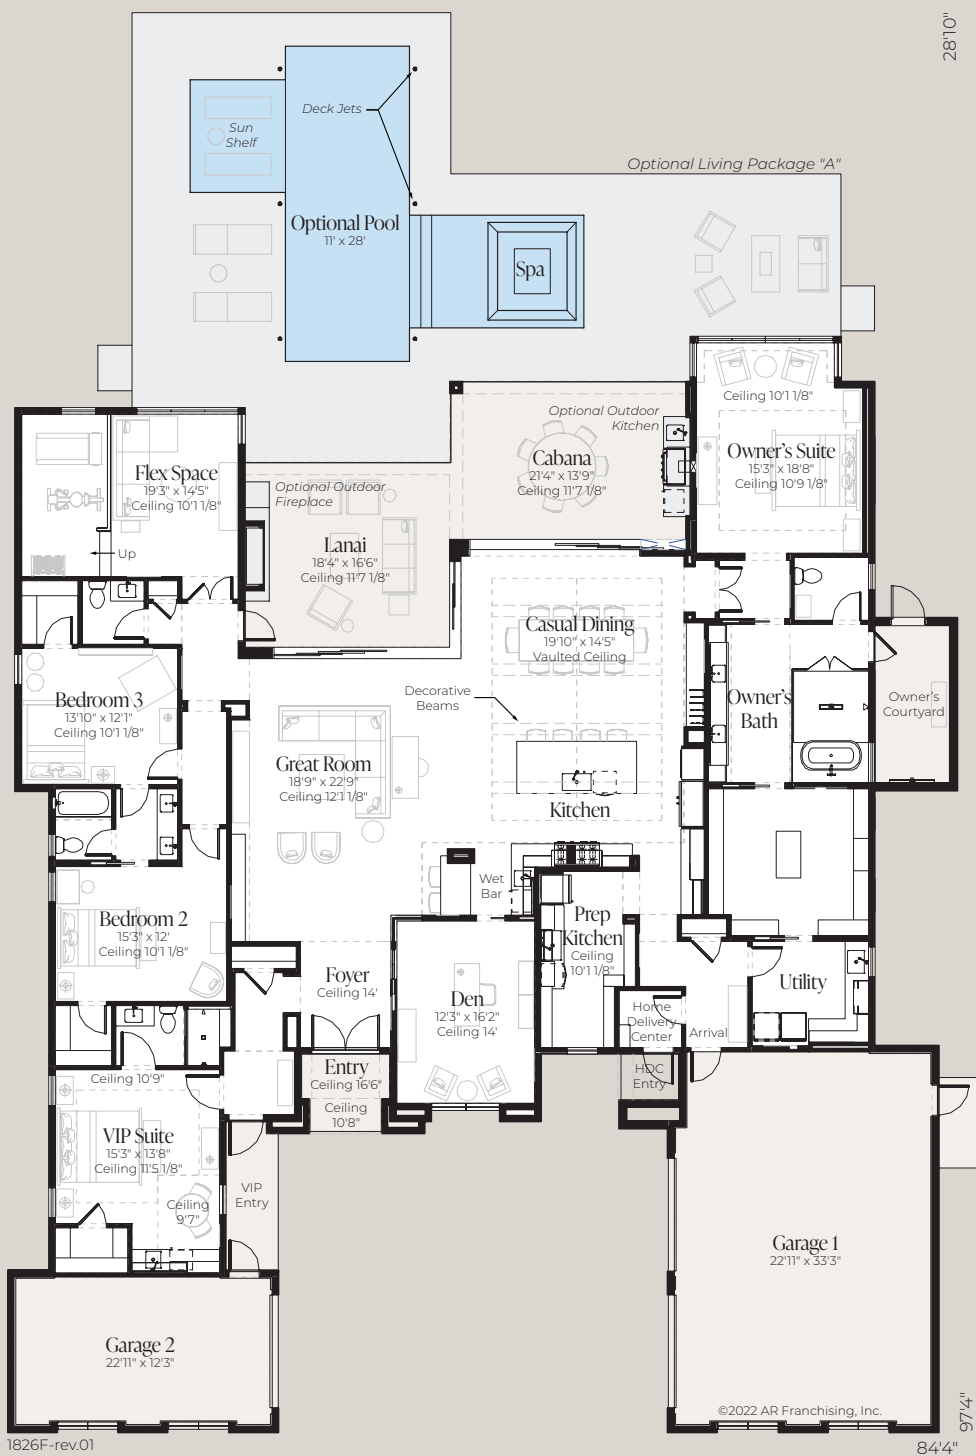 28'10"
Deck Jets
Sun
Shelf
Optional Living Package "A"
Optional Pool
11' x 28'
Spa
Ceiling 10'1 1/8"
Optional Outdoor
Kitchen
Owner's Suite
15'3" x 18'8"
Ceiling 10'9 1/8"
Cabana
21'4" x 13'9"
Ceiling 11'7 1/8"
Flex Space
19'3" x 14'5"
Ceiling 10'1 1/8"
Optional Outdoor
Fireplace
Up
Lanai
18'4" x 16'6"
Ceiling 11'7 1/8"
Casual Dining
19'10" x 14'5"
Vaulted Ceiling
Bedroom 3
13'10" x 12'1"
Ceiling 10'1 1/8"
Decorative
Beams
Owner's
Bath
Owner's
Courtyard
Great Room
18'9" x 22'9"
Ceiling 12'1 1/8"
Kitchen
Wet
Bar
Bedroom 2
15'3" x 12'
Ceiling 10'1 1/8"
Prep
Kitchen
Ceiling
10'1 1/8"
Foyer
Ceiling 14'
Den
12'3" x 16'2"
Ceiling 14'
Utility
Home
Delivery
Center
Arrival
Ceiling 10'9"
Entry
Ceiling 16'6"
Ceiling
10'8"
HDC
Entry
VIP Suite
15'3" x 13'8"
Ceiling 11'5 1/8"
Ceiling
9'7"
VIP
Entry
Garage 1
22'11" x 33'3"
Garage 2
22'11" x 12'3"
©2022 AR Franchising, Inc.
97'4"
1826F-rev.01
84'4"